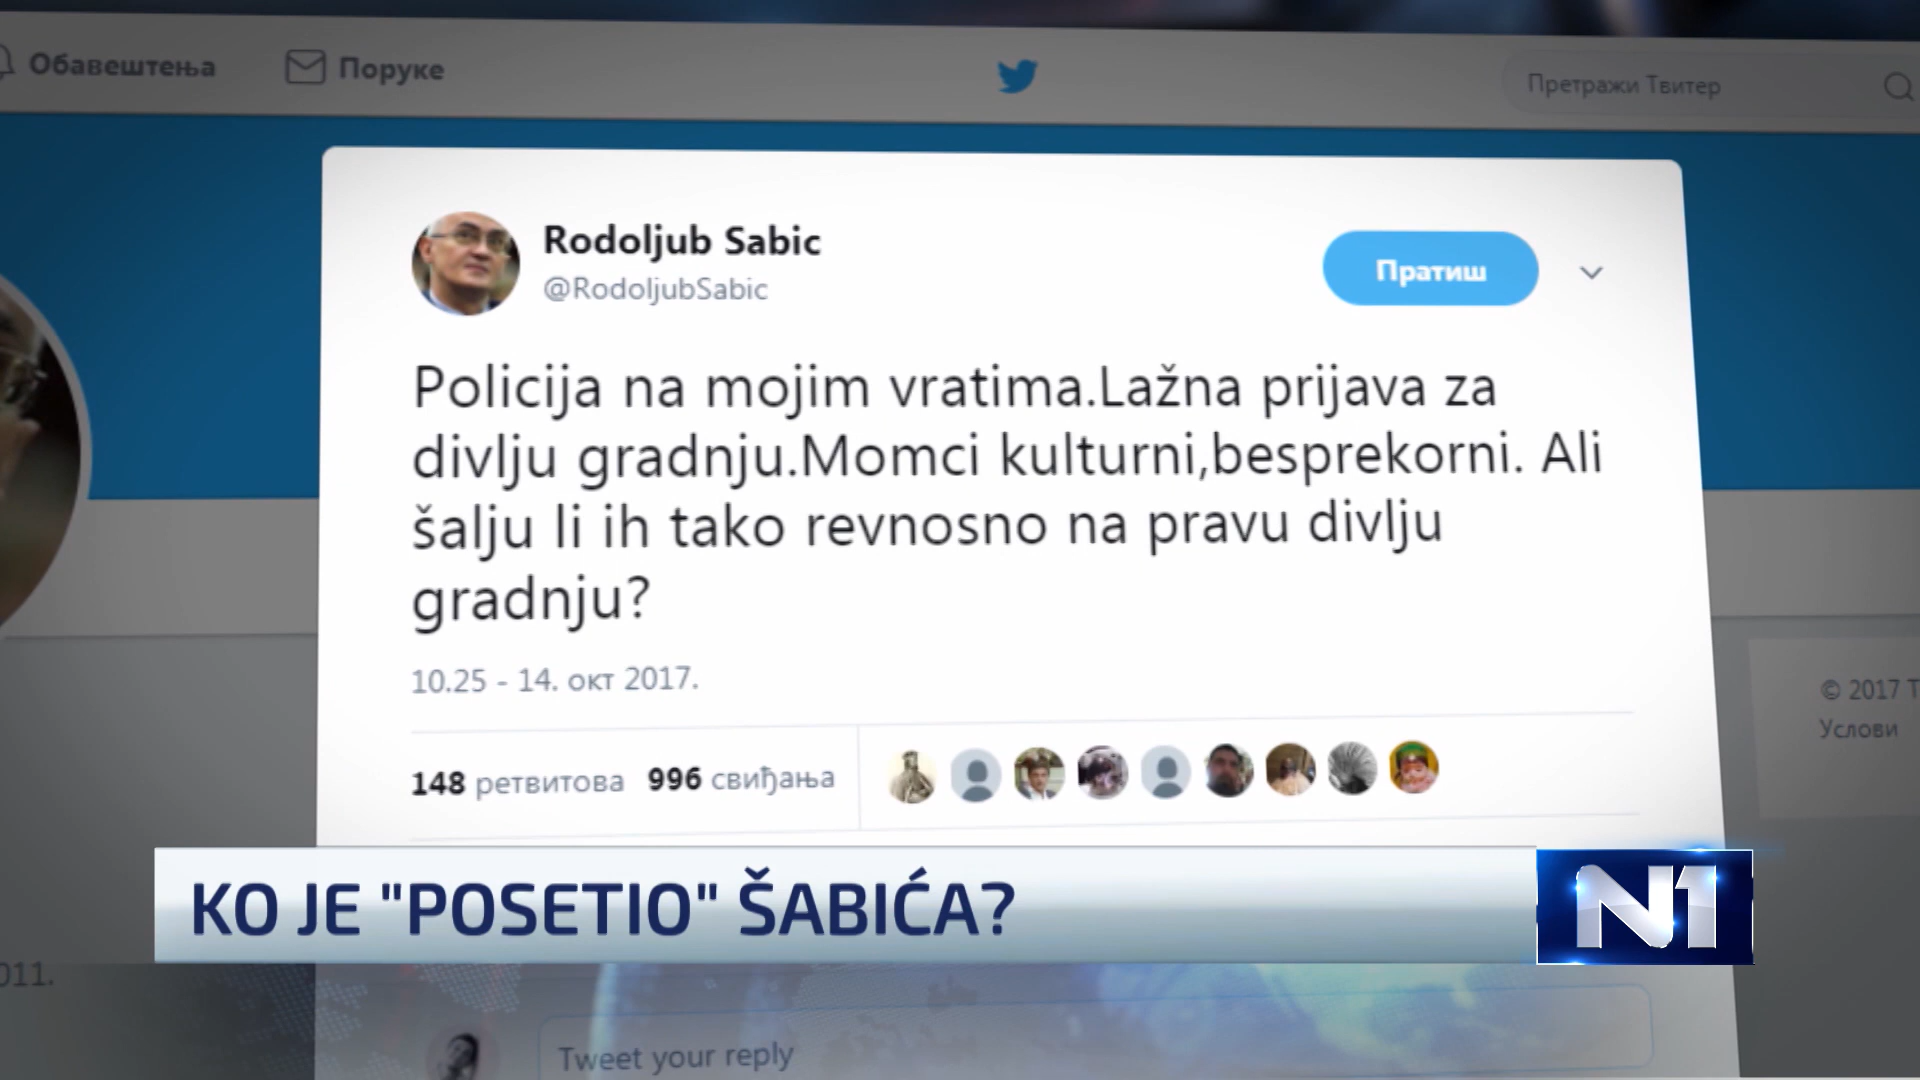 Обавештења
Поруке
Претражи Твитер
Rodoljub Sabic
@RodoljubSabic
Пратиш
Policija na mojim vratima.Lažna prijava za
divlju gradnju.Momci kulturni,besprekorni. Ali
šalju li ih tako revnosno na pravu divlju
gradnju?
10.25 - 14. окт 2017.
148 ретвитова 996 свиђања
© 2017
Услови
KO JE "POSETIO" ŠABIĆA?
N1
Tweet your reply